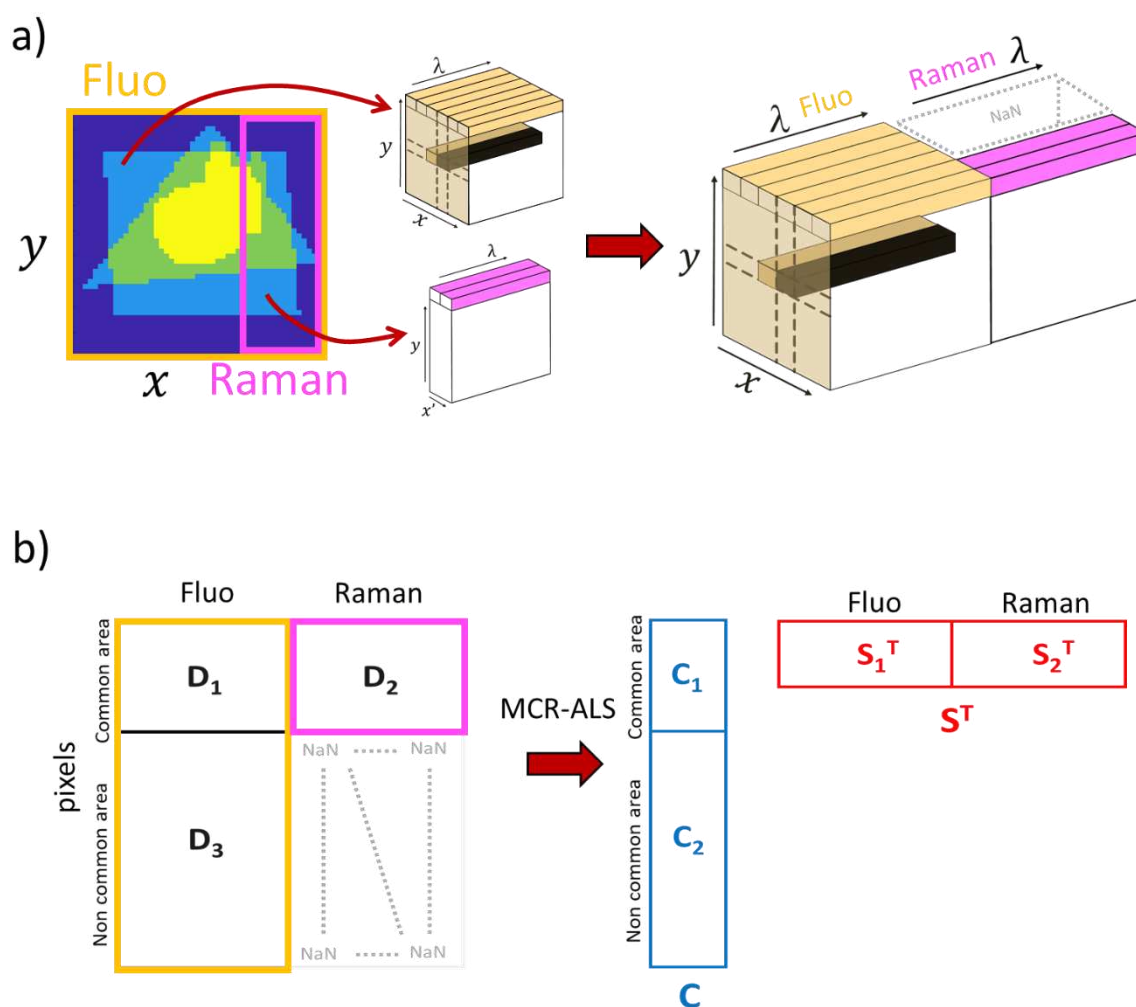 a)
Fluo
y
x
Raman
λ
y
x
λ
y
x'
Raman λ
λ Fluo
NaN
y
x
b)
Fluo Raman
Fluo Raman
Common area
D₁ D₂
Common area
C₁
S₁ᵀ S₂ᵀ
MCR-ALS
Sᵀ
pixels
NaN NaN
Non common area
D₃
Non common area
C₂
NaN NaN
C